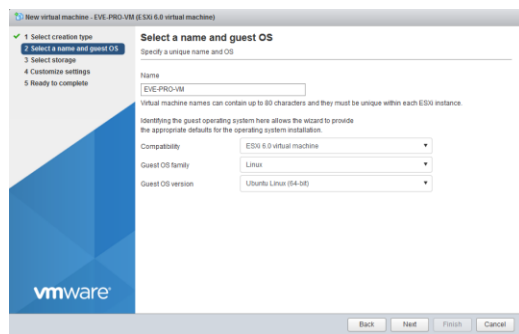 New virtual machine - EVE-PRO-VM (ESXi 6.0 virtual machine)
1 Select creation type
2 Select a name and guest OS
3 Select storage
4 Customize settings
5 Ready to complete
Select a name and guest OS
Specify a unique name and OS
Name
EVE-PRO-VM
Virtual machine names can contain up to 80 characters and they must be unique within each ESXi instance.
Identifying the guest operating system here allows the wizard to provide
the appropriate defaults for the operating system installation.
Compatibility
ESXi 6.0 virtual machine
Guest OS family
Linux
Guest OS version
Ubuntu Linux (64-bit)
vmware
Back Next Finish Cancel